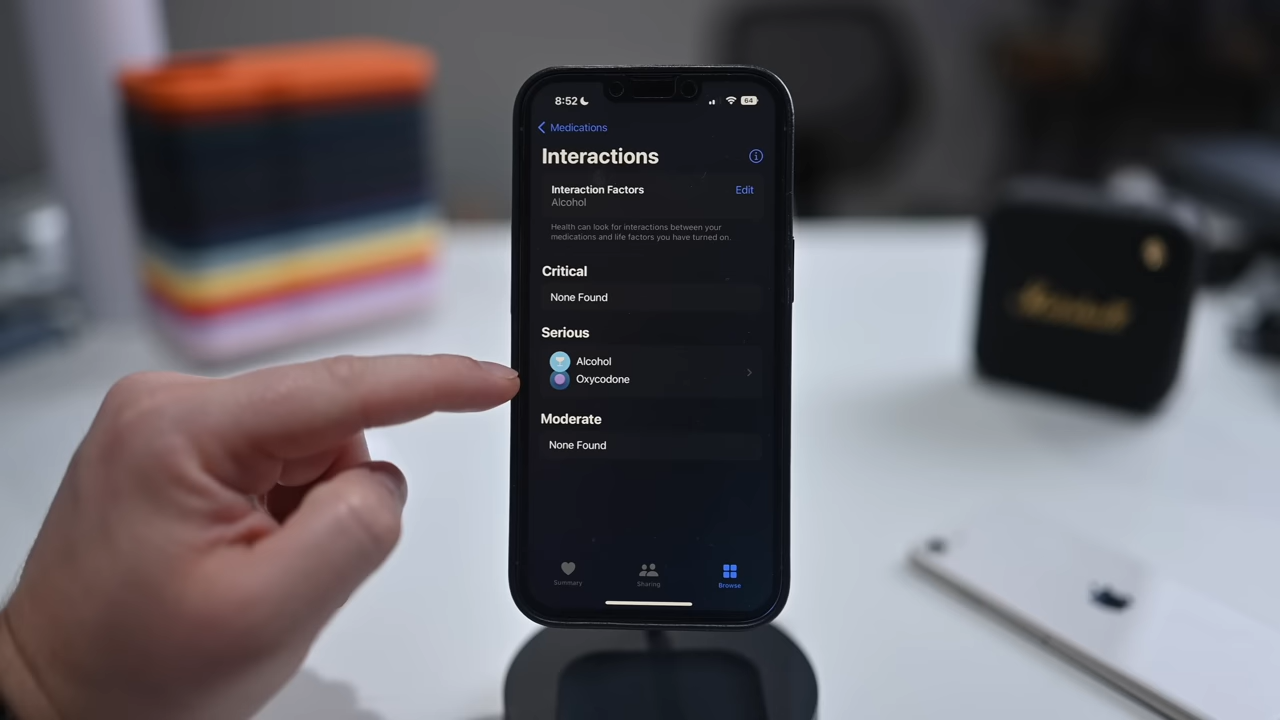 8:52
64
Medications
Interactions
Interaction Factors
Edit
Alcohol
Health can look for interactions between your
medications and life factors you have turned on.
Critical
None Found
Serious
Alcohol
Oxycodone
Moderate
None Found
Summary
Sharing
Browse